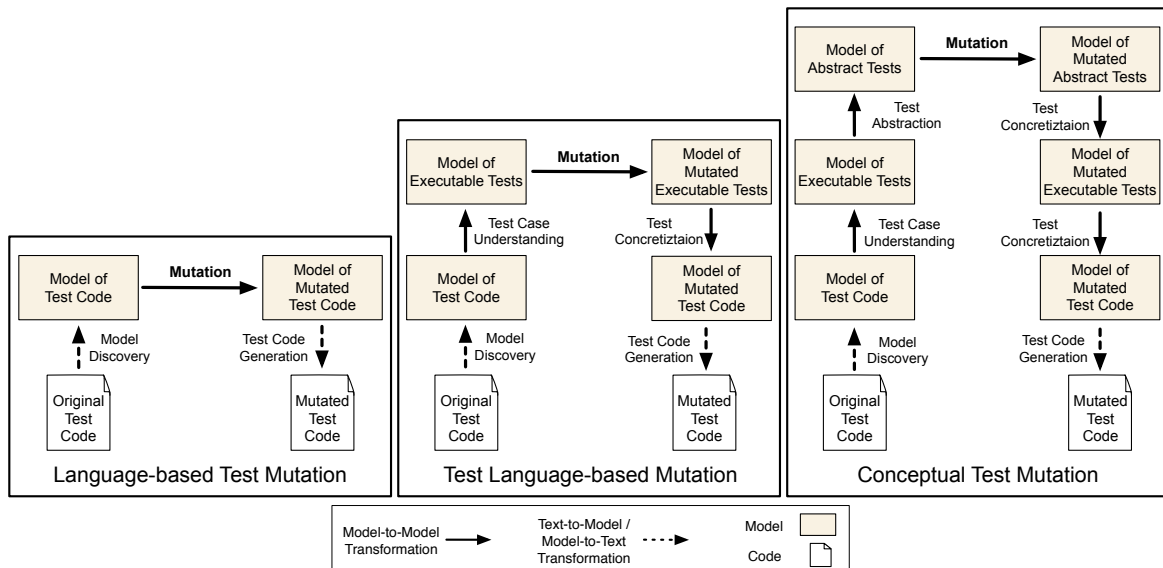 Model of
Test Code
Mutation
Model of
Mutated
Test Code
Model
Discovery
Test Code
Generation
Original
Test
Code
Mutated
Test
Code
Language-based Test Mutation
Model of
Executable Tests
Mutation
Model of
Mutated
Executable Tests
Test Case
Understanding
Test
Concretiztaion
Model of
Test Code
Model of
Mutated
Test Code
Model
Discovery
Test Code
Generation
Original
Test
Code
Mutated
Test
Code
Test Language-based Mutation
Model of
Abstract Tests
Mutation
Model of
Mutated
Abstract Tests
Test
Abstraction
Test
Concretiztaion
Model of
Executable Tests
Model of
Mutated
Executable Tests
Test Case
Understanding
Test
Concretiztaion
Model of
Test Code
Model of
Mutated
Test Code
Model
Discovery
Test Code
Generation
Original
Test
Code
Mutated
Test
Code
Conceptual Test Mutation
Model-to-Model
Transformation
Text-to-Model /
Model-to-Text
Transformation
Model
Code